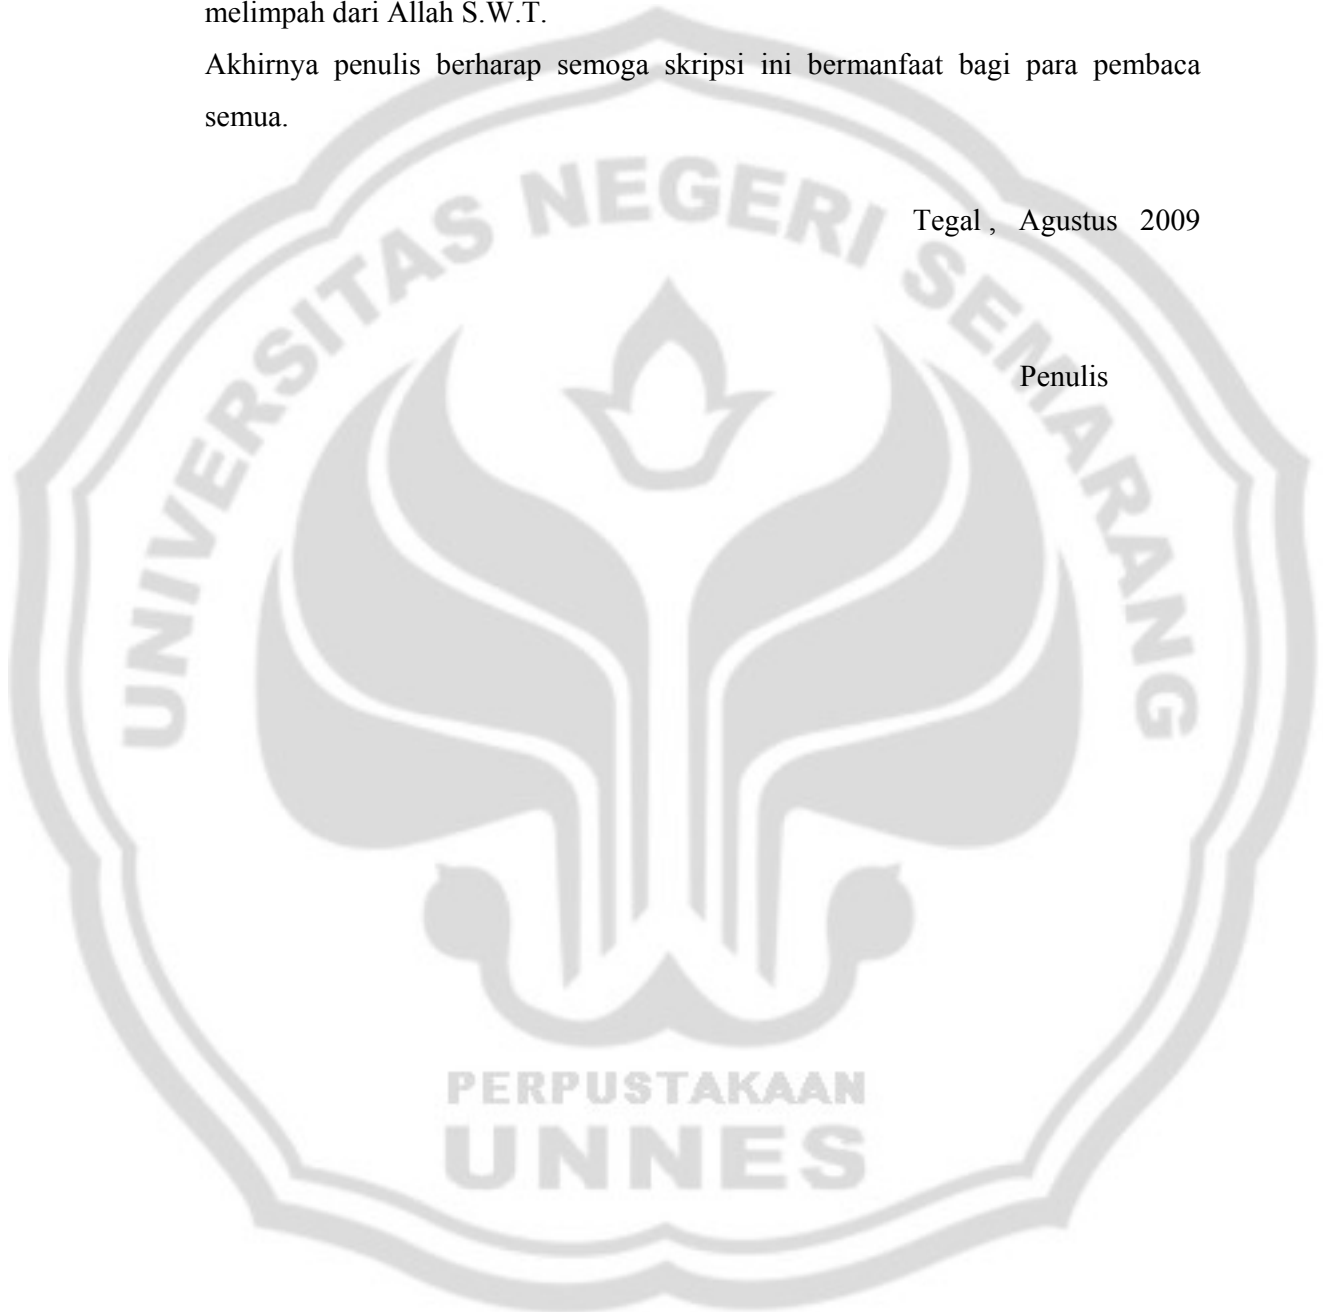 melimpah dari Allah S.W.T.
Akhirnya penulis berharap semoga skripsi ini bermanfaat bagi para pembaca
semua.
Tegal , Agustus 2009
Penulis
UNIVERSITAS NEGERI SEMARANG
PERPUSTAKAAN
UNNES